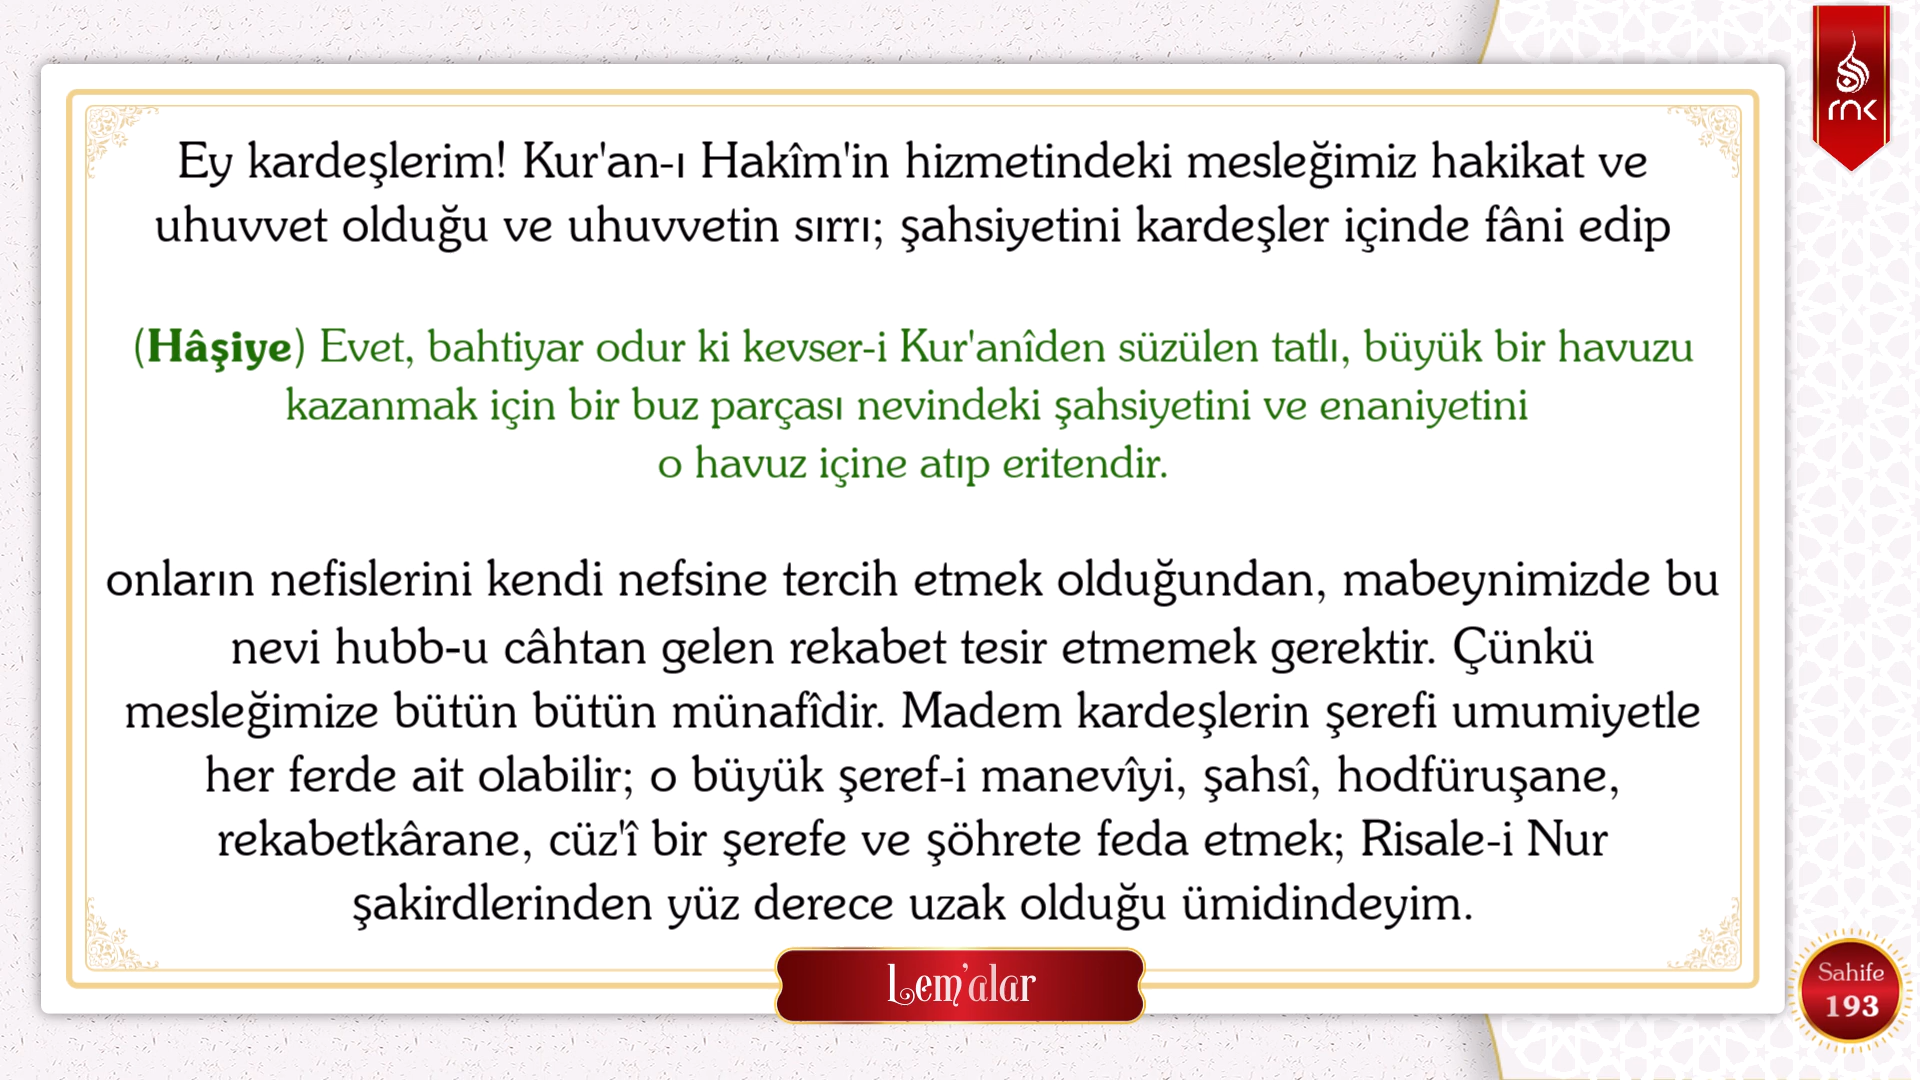 Ey kardeşlerim! Kur'an-ı Hakîm'in hizmetindeki mesleğimiz hakikat ve
uhuvvet olduğu ve uhuvvetin sırrı; şahsiyetini kardeşler içinde fâni edip
(Hâşiye) Evet, bahtiyar odur ki kevser-i Kur'anîden süzülen tatlı, büyük bir havuzu
kazanmak için bir buz parçası nevindeki şahsiyetini ve enaniyetini
o havuz içine atıp eritendir.
onların nefislerini kendi nefsine tercih etmek olduğundan, mabeynimizde bu
nevi hubb-u câhtan gelen rekabet tesir etmemek gerektir. Çünkü
mesleğimize bütün bütün münafîdir. Madem kardeşlerin şerefi umumiyetle
her ferde ait olabilir; o büyük şeref-i manevîyi, şahsî, hodfüruşane,
rekabetkârane, cüz'î bir şerefe ve şöhrete feda etmek; Risale-i Nur
şakirdlerinden yüz derece uzak olduğu ümidindeyim.
Lem'alar
Sahife
193
rnk